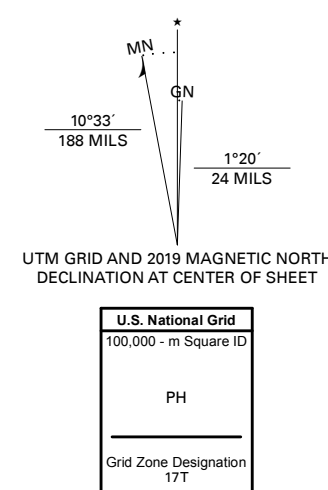 ★
MN
GN
10°33´
188 MILS
1°20´
24 MILS
UTM GRID AND 2019 MAGNETIC NORTH
DECLINATION AT CENTER OF SHEET
U.S. National Grid
100,000 - m Square ID
PH
Grid Zone Designation
17T